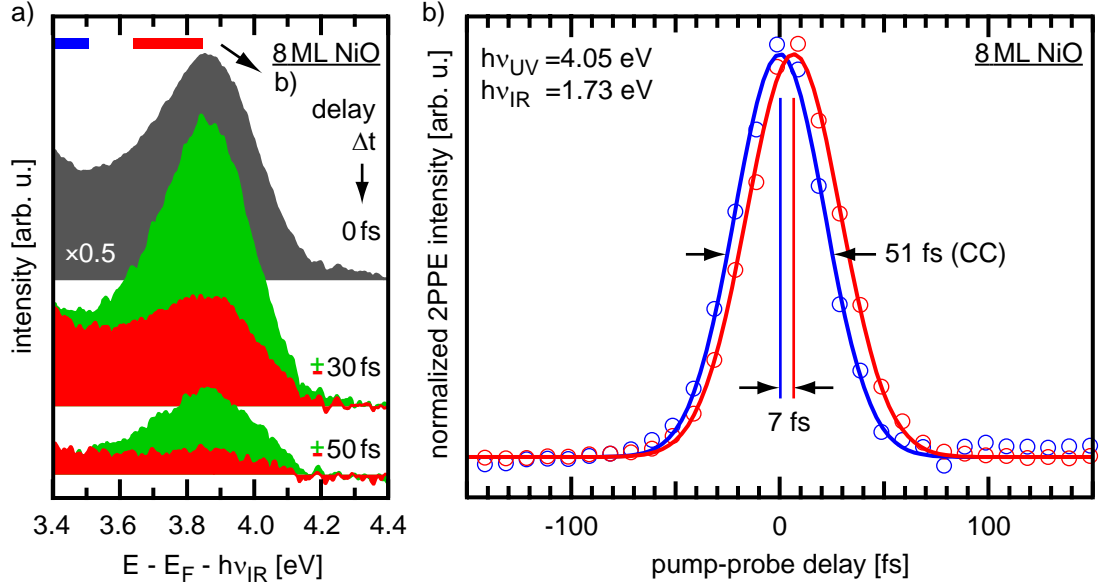 a)
8 ML NiO
b)
delay
Δt
0 fs
×0.5
±30 fs
±50 fs
intensity [arb. u.]
3.4 3.6 3.8 4.0 4.2 4.4
E - E_F - hν_IR [eV]
b)
hν_UV =4.05 eV
hν_IR =1.73 eV
8 ML NiO
51 fs (CC)
7 fs
normalized 2PPE intensity [arb. u.]
-100 0 100
pump-probe delay [fs]